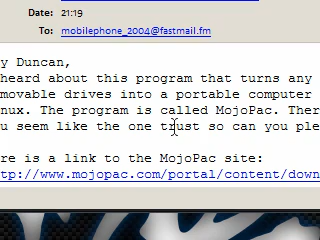 Date: 21:19
To: mobilephone_2004@fastmail.fm
y Duncan,
heard about this program that turns any
movable drives into a portable computer
nux. The program is called MojoPac. Ther
u seem like the one trust so can you ple
re is a link to the MojoPac site:
tp://www.mojopac.com/portal/content/down